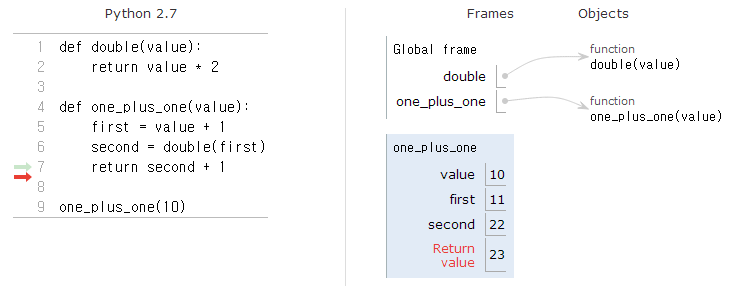 Python 2.7
1 def double(value):
2     return value * 2
3
4 def one_plus_one(value):
5     first = value + 1
6     second = double(first)
7     return second + 1
8
9 one_plus_one(10)
Frames Objects
Global frame
double
one_plus_one
function
double(value)
function
one_plus_one(value)
one_plus_one
value 10
first 11
second 22
Return
value 23